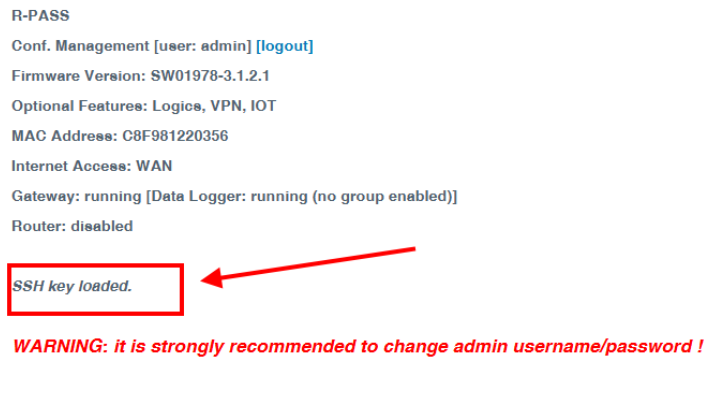 R-PASS
Conf. Management [user: admin] [logout]
Firmware Version: SW01978-3.1.2.1
Optional Features: Logics, VPN, IOT
MAC Address: C8F981220356
Internet Access: WAN
Gateway: running [Data Logger: running (no group enabled)]
Router: disabled
SSH key loaded.
WARNING: it is strongly recommended to change admin username/password !